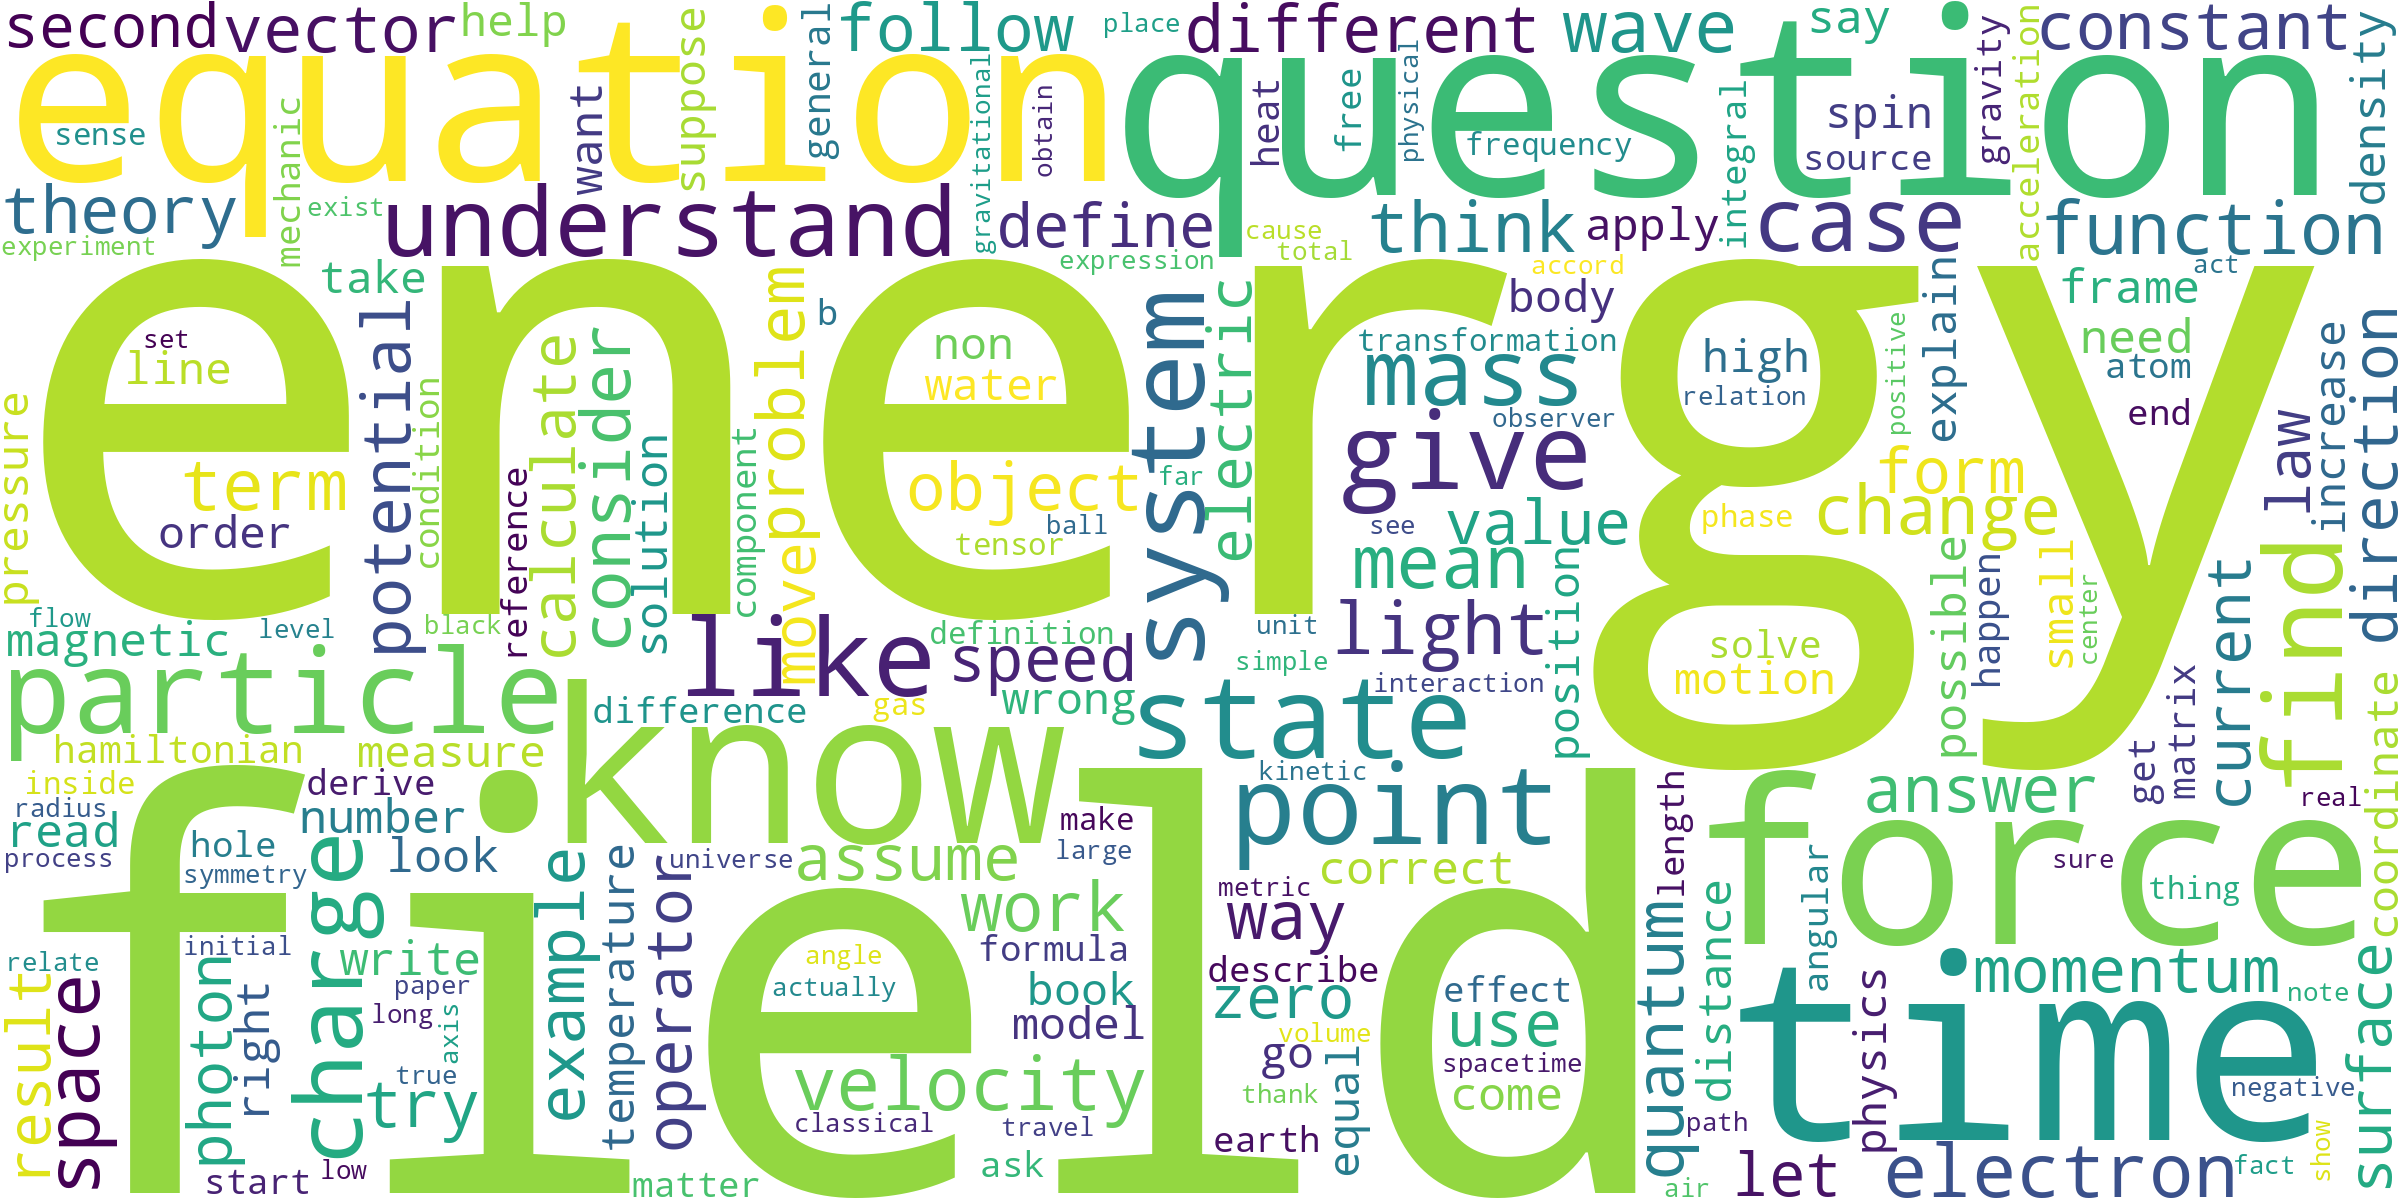 second vector help follow place different wave say constant
equation question
general suppose want mechanic sense gravitational obtain heat free physical frequency integral spin source gravity acceleration density
theory exist experiment understand define cause total expression think apply case function
energy
take accord body act frame need atom end
set line potential condition calculate consider solution problem b non water system electric transformation mass observer high relation positive explain increase direction
pressure term order reference component move object tensor ball far give see value mean phase form change law find
flow level magnetic black definition unit simple light position possible happen small center current solve motion
particle like speed wrong gas difference interaction state
hamiltonian measure know kinetic point get matrix coordinate
inside derive radius number read process hole symmetry look universe make large assume correct length answer real
field force
charge example temperature operator work way metric quantum distance angular sure thing
relate initial write photon right result space paper long axis true try angle actually formula book model describe zero effect use volume go spacetime come equal physics momentum time note negative surface
velocity classical travel thank earth path
start low matter ask air let electron fact show